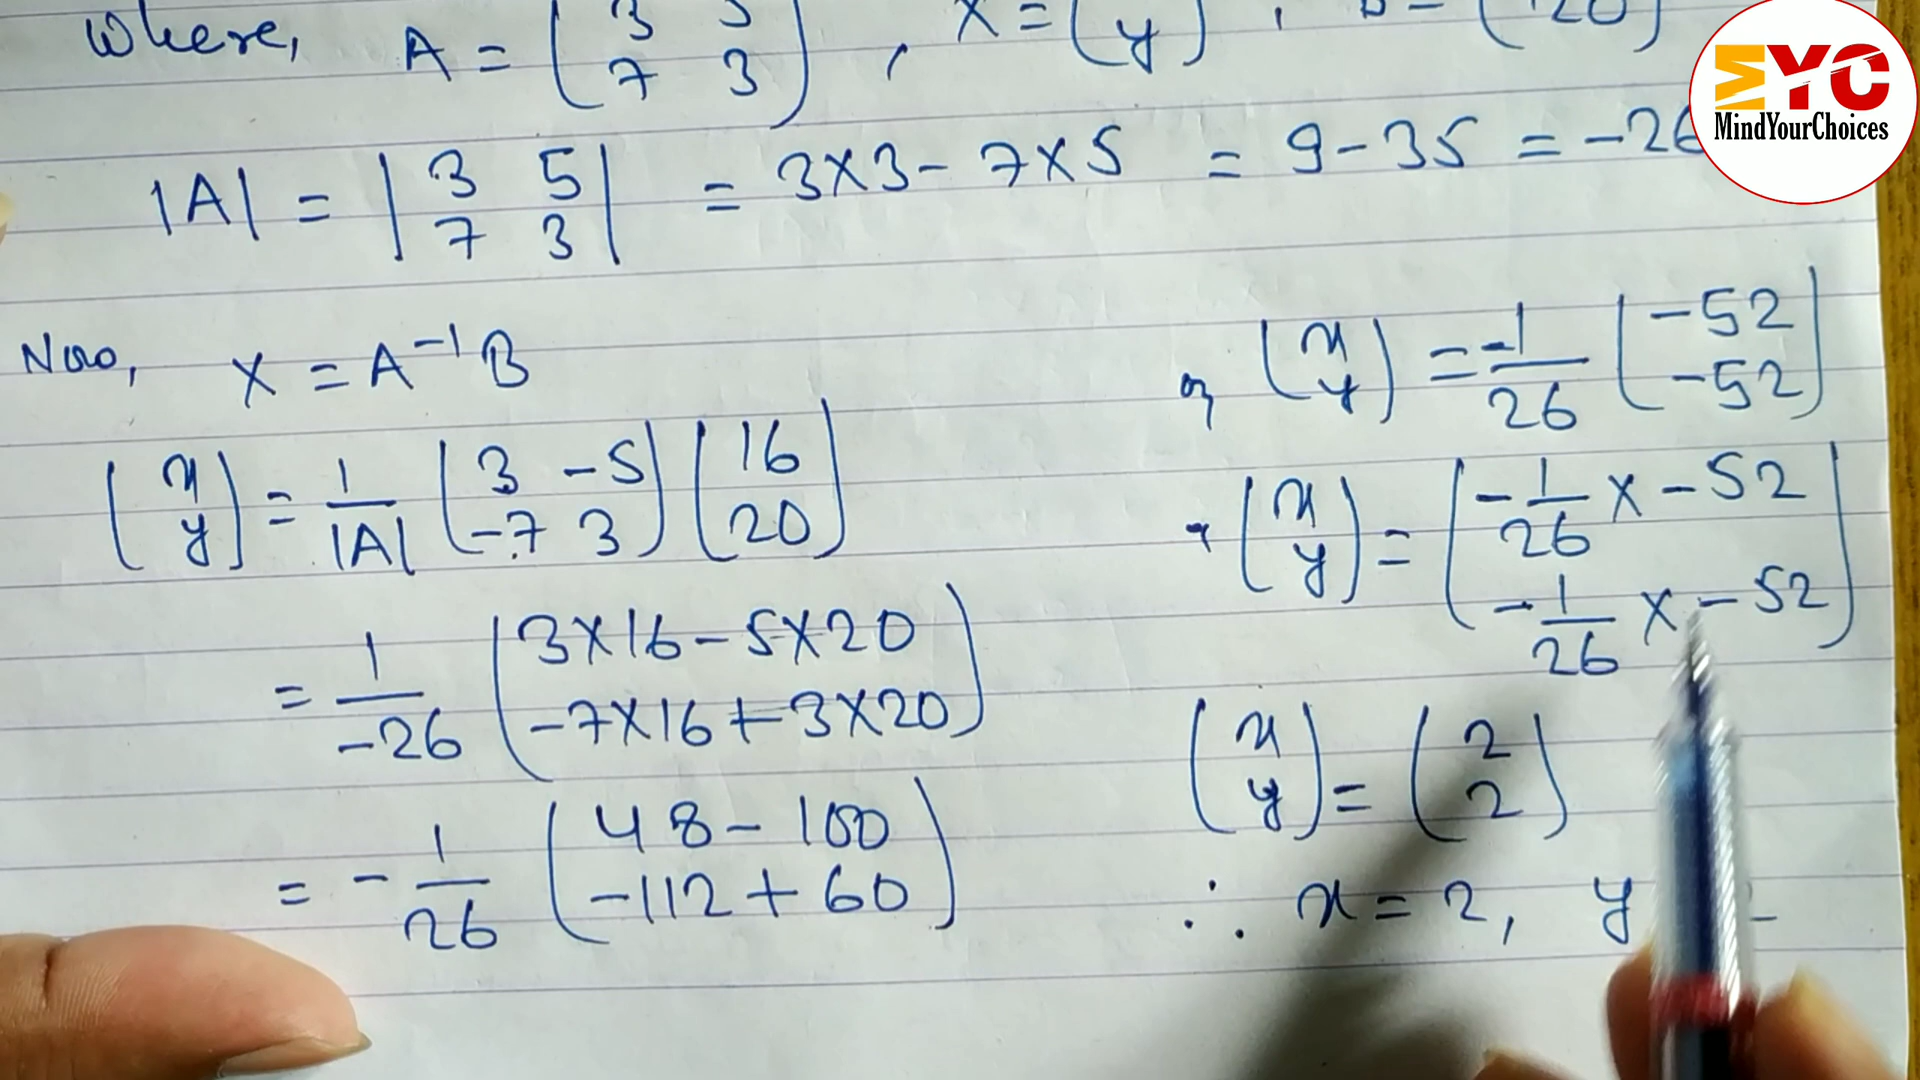 Where, A = (3 5 7 3), X = ( y), B = ( 20)
MYC
MindYourChoices
|A| = |3 5 7 3| = 3×3 - 7×5 = 9 - 35 = -26
Now, X = A⁻¹B
(x y) = 1/|A| (3 -5 -7 3) (16 20)
= 1/-26 (3×16 - 5×20 -7×16 + 3×20)
= -1/26 (48 - 100 -112 + 60)
or (x y) = -1/26 (-52 -52)
(x y) = (-1/26 × -52 -1/26 × -52)
(x y) = (2 2)
∴ x = 2, y